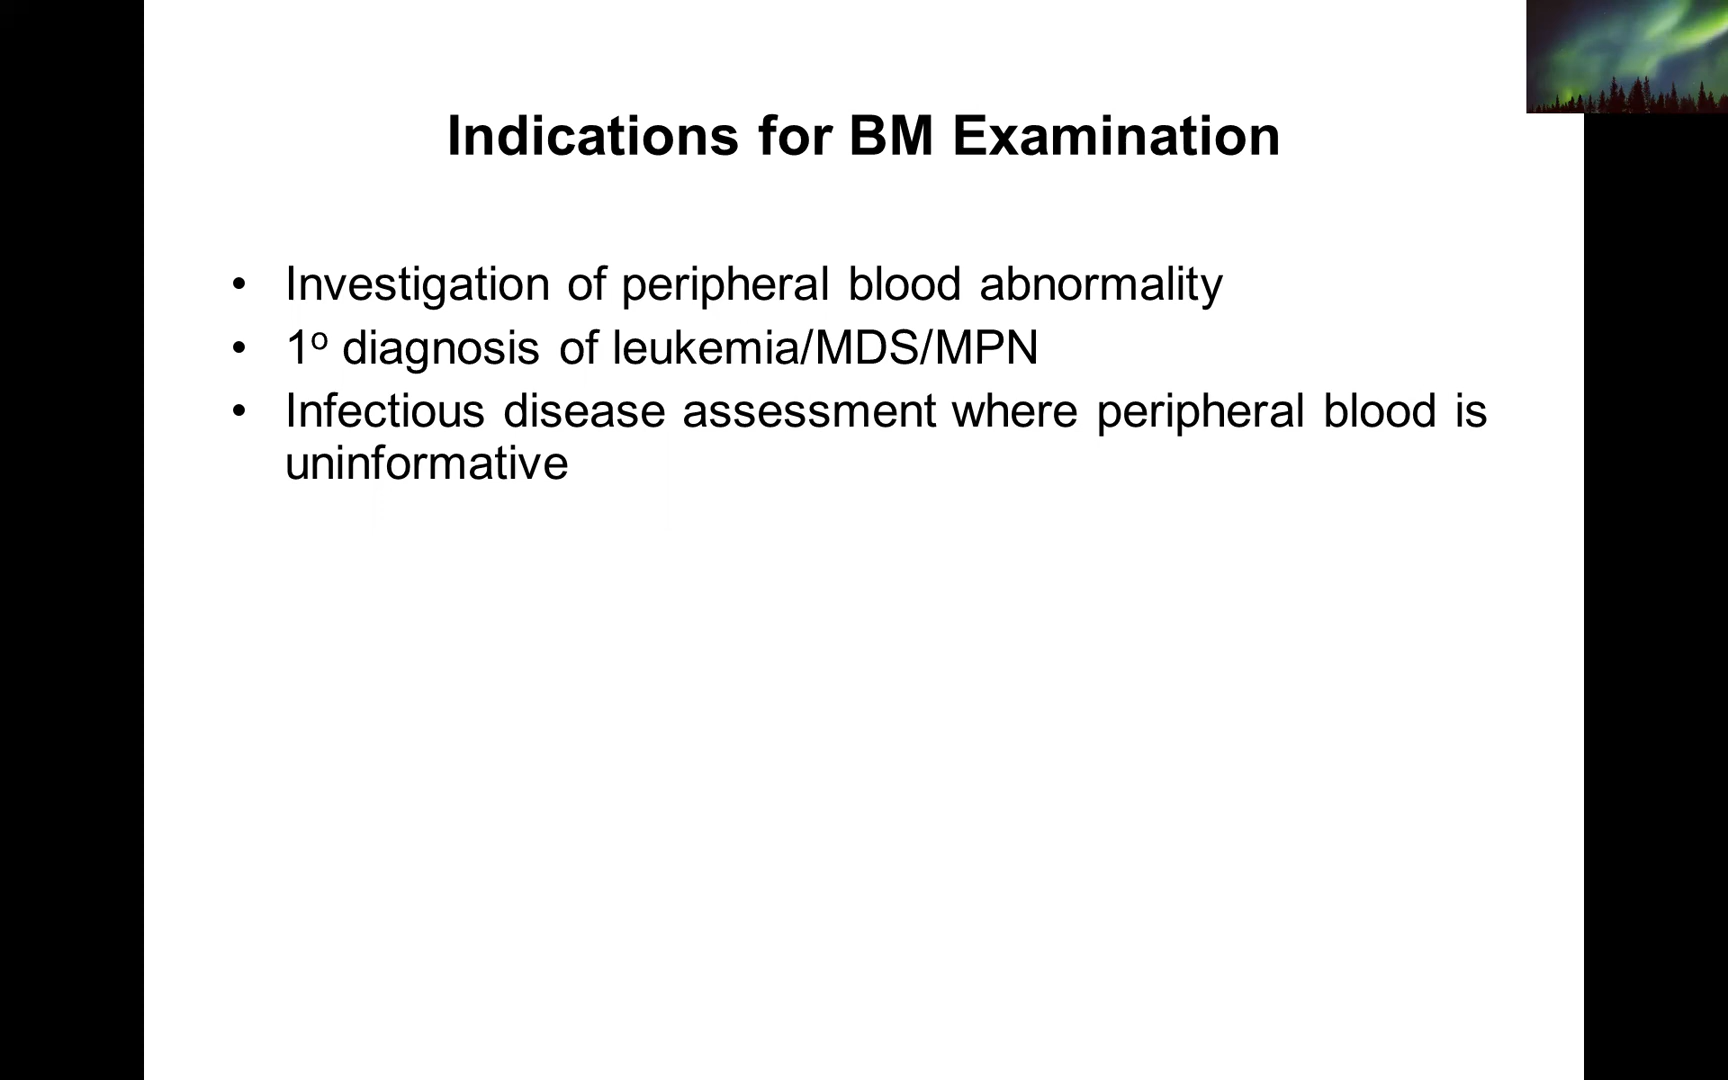 Indications for BM Examination
• Investigation of peripheral blood abnormality
• 1º diagnosis of leukemia/MDS/MPN
• Infectious disease assessment where peripheral blood is
uninformative